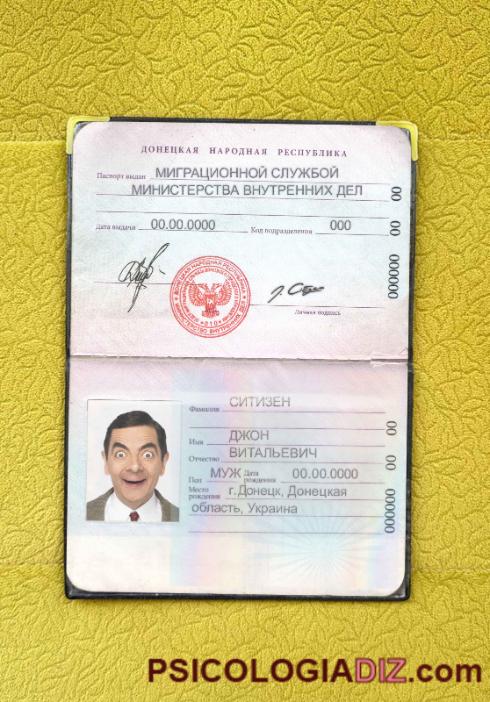 ДОНЕЦКАЯ НАРОДНАЯ РЕСПУБЛИКА
Паспорт выдан МИГРАЦИОННОЙ СЛУЖБОЙ
МИНИСТЕРСТВА ВНУТРЕННИХ ДЕЛ
00 00 000000
Дата выдачи 00.00.0000 Код подразделения 000
Личная подпись
Фамилия СИТИЗЕН
Имя ДЖОН
Отчество ВИТАЛЬЕВИЧ
Пол МУЖ Дата рождения 00.00.0000
Место рождения г.Донецк, Донецкая
область, Украина
00 00 000000
PSICOLOGIADIZ.com